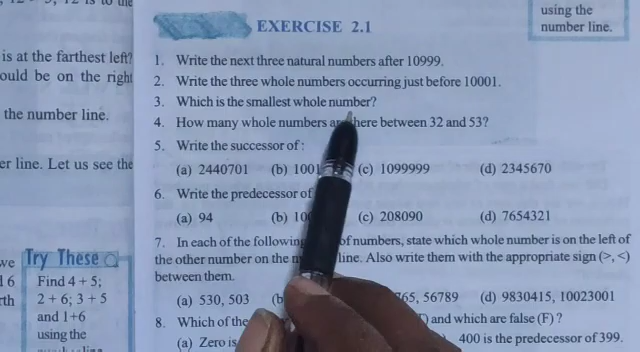 using the
number line.
EXERCISE 2.1
is at the farthest left?
ould be on the right
the number line.
er line. Let us see the
1. Write the next three natural numbers after 10999.
2. Write the three whole numbers occurring just before 10001.
3. Which is the smallest whole number?
4. How many whole numbers are there between 32 and 53?
5. Write the successor of :
(a) 2440701 (b) 1001 (c) 1099999 (d) 2345670
6. Write the predecessor of
(a) 94 (b) 10 (c) 208090 (d) 7654321
7. In each of the following of numbers, state which whole number is on the left of
the other number on the line. Also write them with the appropriate sign (>, <)
between them.
(a) 530, 503 (b 765, 56789 (d) 9830415, 10023001
8. Which of the and which are false (F) ?
(a) Zero is 400 is the predecessor of 399.
we
16
rth
Try These
Find 4 + 5;
2 + 6; 3 + 5
and 1+6
using the